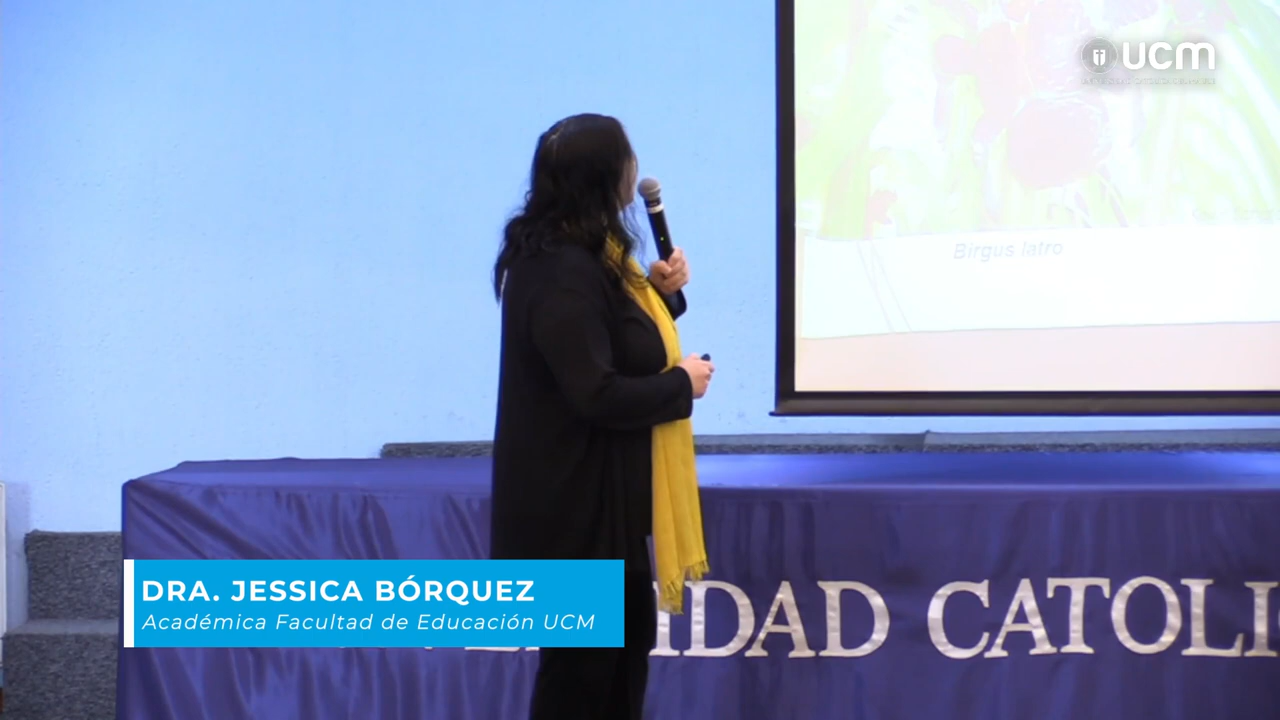 ucm
Birgus latro
DRA. JESSICA BÓRQUEZ
Académica Facultad de Educación UCM
IDAD CATOLI